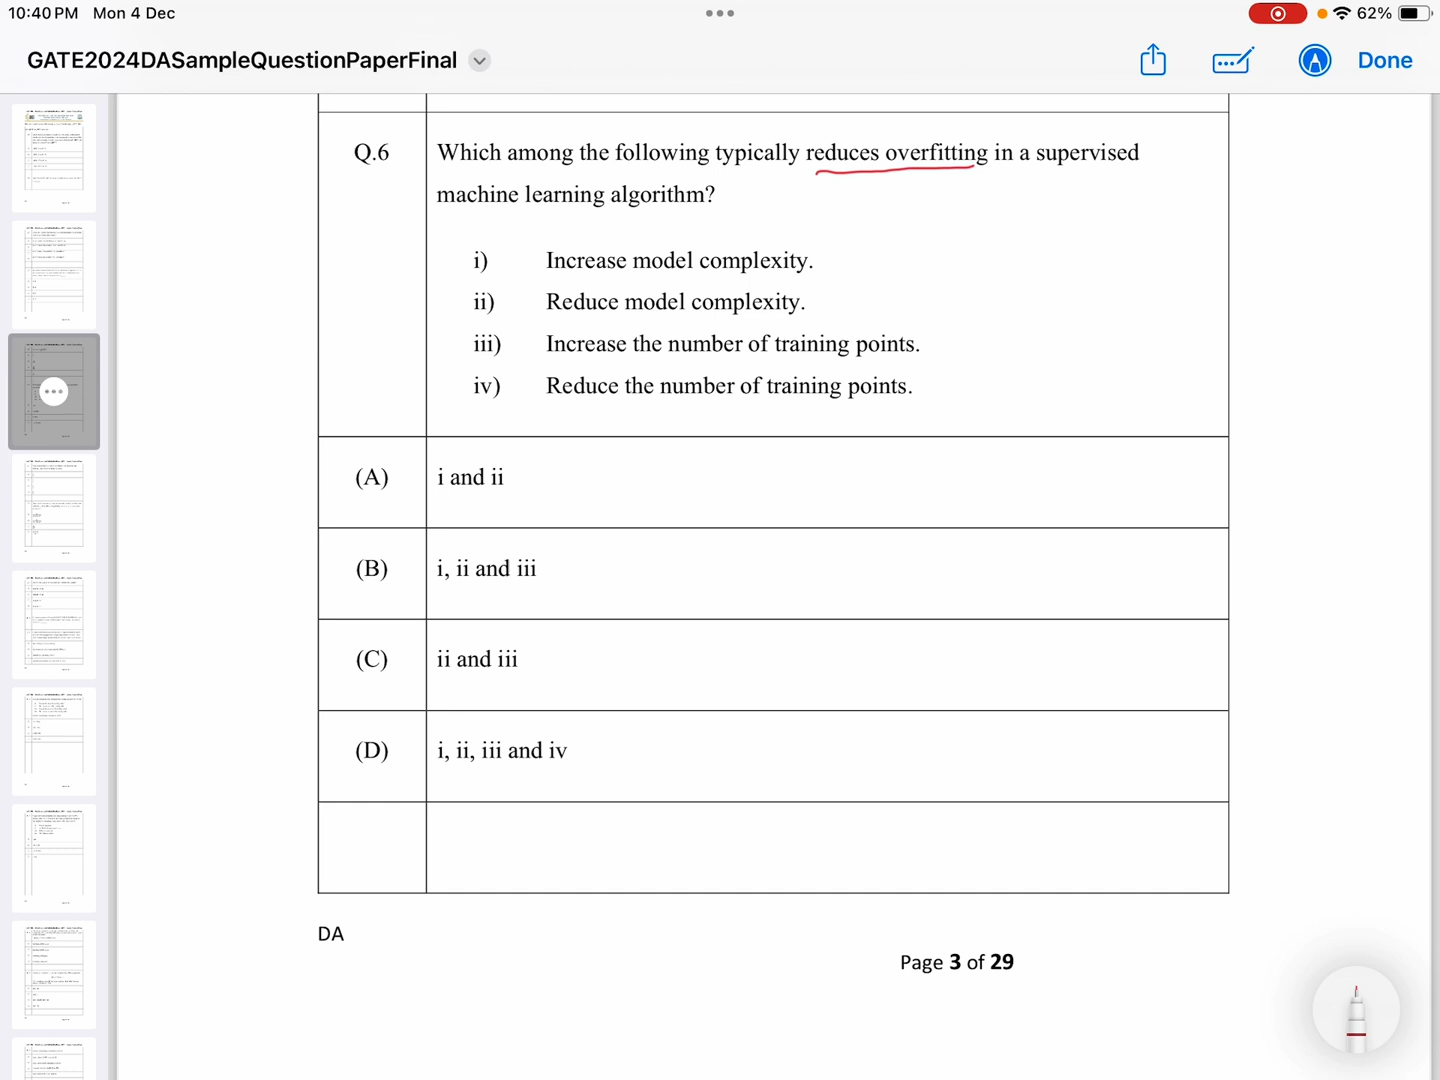 10:40 PM Mon 4 Dec
62%
GATE2024DASampleQuestionPaperFinal
Done
Q.6
Which among the following typically reduces overfitting in a supervised
machine learning algorithm?
i) Increase model complexity.
ii) Reduce model complexity.
iii) Increase the number of training points.
iv) Reduce the number of training points.
(A) i and ii
(B) i, ii and iii
(C) ii and iii
(D) i, ii, iii and iv
DA
Page 3 of 29